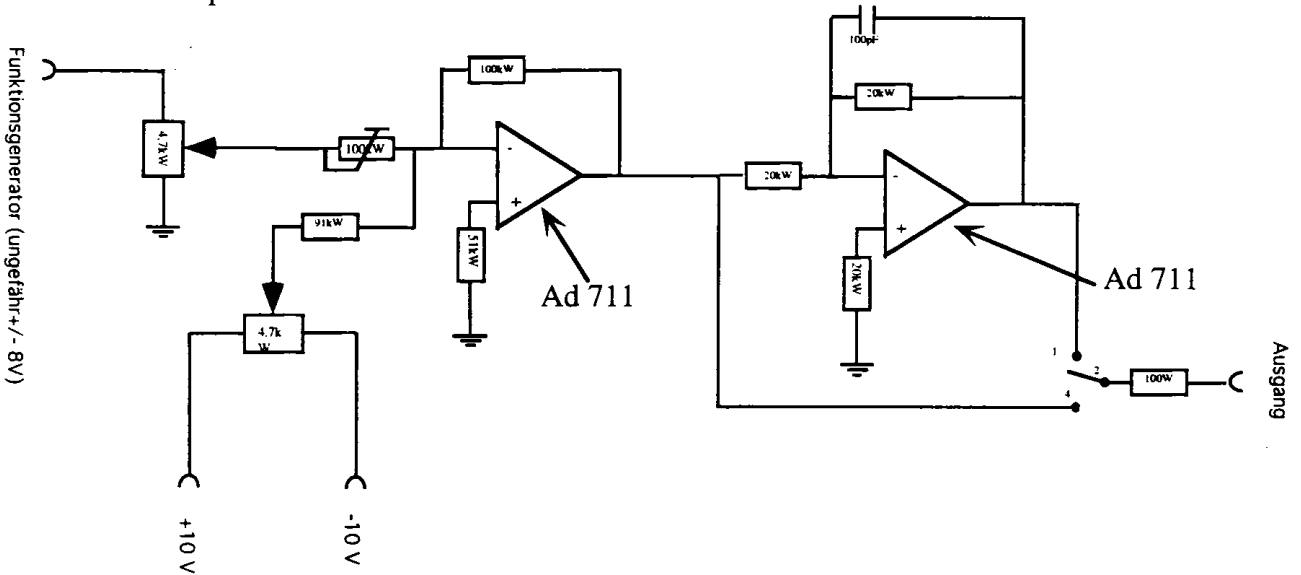 Funktionsgenerator (ungefähr+/- 8V)
4.7kW
100kW
91kW
4.7k
W
+10 V
-10 V
100kW
-
+
51kW
Ad 711
20kW
100pF
20kW
-
+
20kW
Ad 711
1
2
4
100W
Ausgang